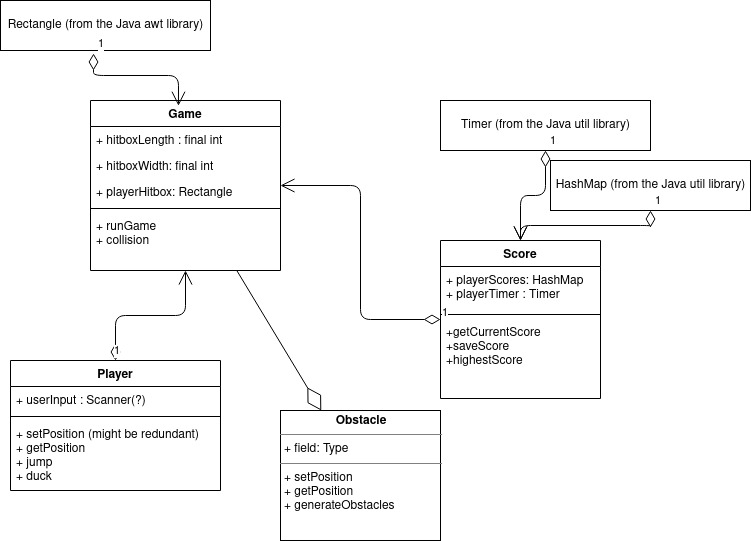 Rectangle (from the Java awt library)
1
Game
+ hitboxLength : final int
+ hitboxWidth: final int
+ playerHitbox: Rectangle
+ runGame
+ collision
Timer (from the Java util library)
1
HashMap (from the Java util library)
1
Score
+ playerScores: HashMap
+ playerTimer : Timer
1
+getCurrentScore
+saveScore
+highestScore
1
Player
+ userInput : Scanner(?)
+ setPosition (might be redundant)
+ getPosition
+ jump
+ duck
Obstacle
+ field: Type
+ setPosition
+ getPosition
+ generateObstacles